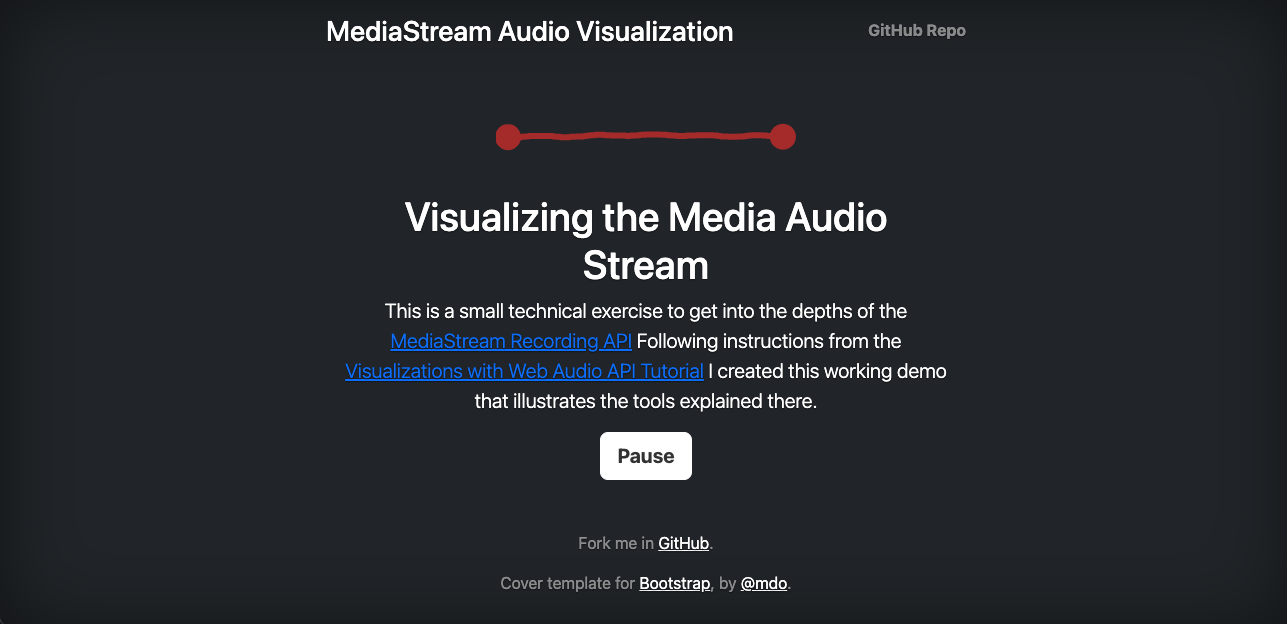 MediaStream Audio Visualization
GitHub Repo
Visualizing the Media Audio
Stream
This is a small technical exercise to get into the depths of the
MediaStream Recording API Following instructions from the
Visualizations with Web Audio API Tutorial I created this working demo
that illustrates the tools explained there.
Pause
Fork me in GitHub.
Cover template for Bootstrap, by @mdo.